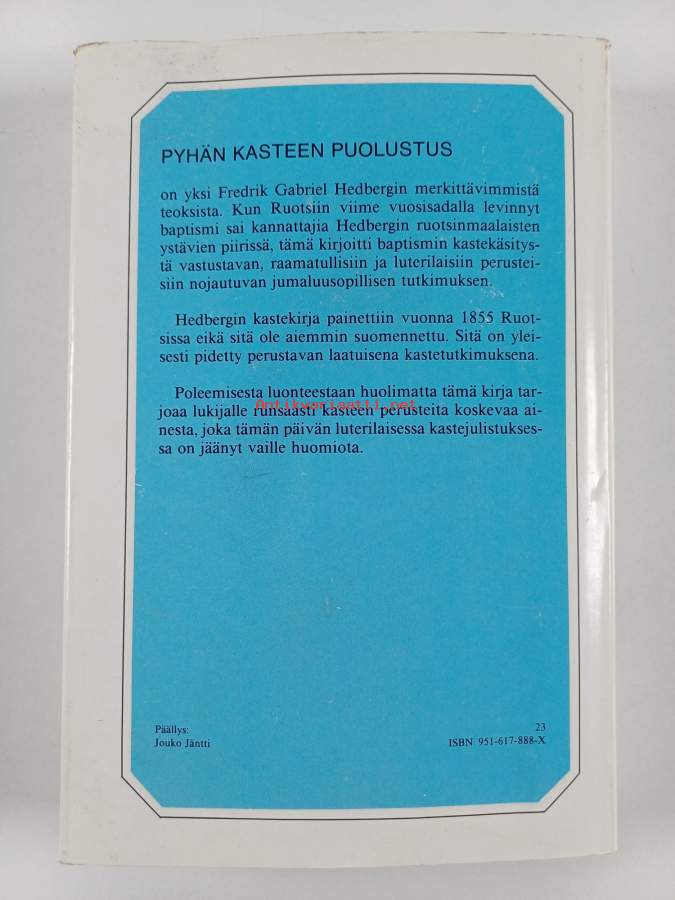 PYHÄN KASTEEN PUOLUSTUS
on yksi Fredrik Gabriel Hedbergin merkittävimmistä
teoksista. Kun Ruotsiin viime vuosisadalla levinnyt
baptismi sai kannattajia Hedbergin ruotsinmaalaisten
ystävien piirissä, tämä kirjoitti baptismin kastekäsitys-
tä vastustavan, raamatullisiin ja luterilaisiin perustei-
siin nojautuvan jumaluusopillisen tutkimuksen.
Hedbergin kastekirja painettiin vuonna 1855 Ruot-
sissa eikä sitä ole aiemmin suomennettu. Sitä on ylei-
sesti pidetty perustavan laatuisena kastetutkimuksena.
Poleemisesta luonteestaan huolimatta tämä kirja tar-
Antikvariaatti.net
joaa lukijalle runsaasti kasteen perusteita koskevaa ai-
nesta, joka tämän päivän luterilaisessa kastejulistukses-
sa on jäänyt vaille huomiota.
Päällys:
Jouko Jäntti
23
ISBN 951-617-888-X